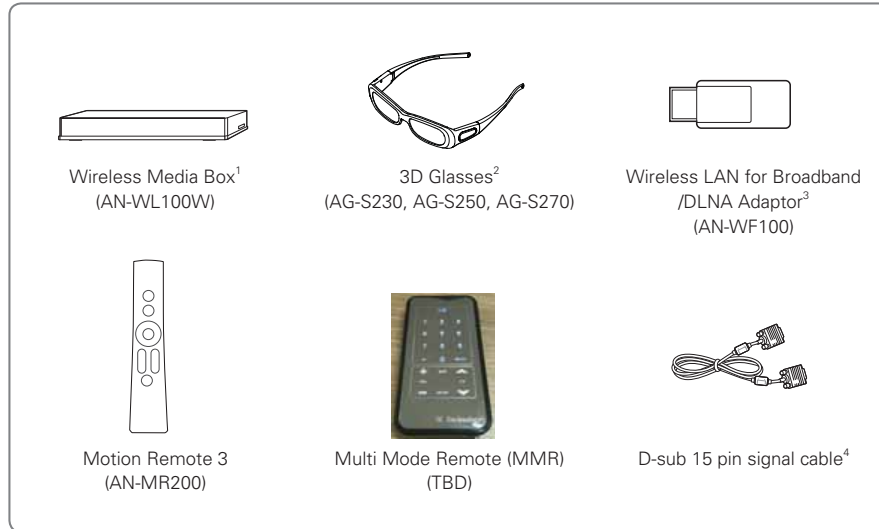 Wireless Media Box¹
(AN-WL100W)
3D Glasses²
(AG-S230, AG-S250, AG-S270)
Wireless LAN for Broadband
/DLNA Adaptor³
(AN-WF100)
Motion Remote 3
(AN-MR200)
Multi Mode Remote (MMR)
(TBD)
D-sub 15 pin signal cable⁴